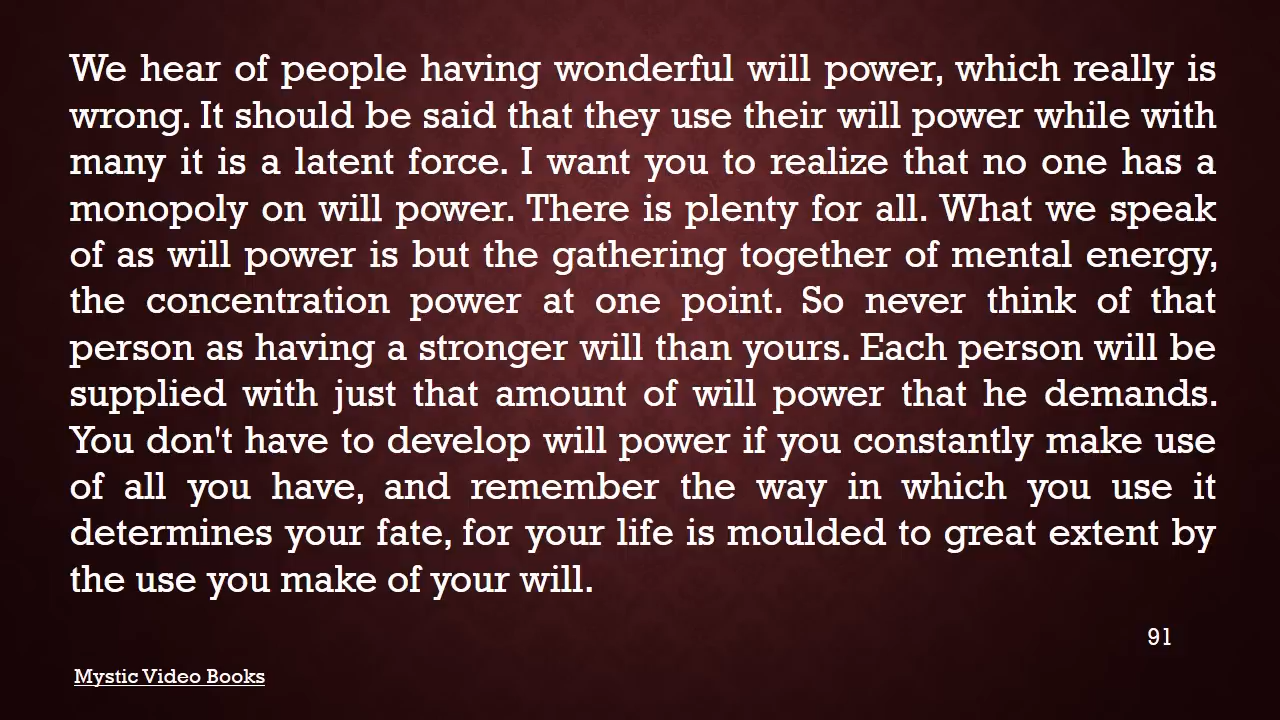 We hear of people having wonderful will power, which really is
wrong. It should be said that they use their will power while with
many it is a latent force. I want you to realize that no one has a
monopoly on will power. There is plenty for all. What we speak
of as will power is but the gathering together of mental energy,
the concentration power at one point. So never think of that
person as having a stronger will than yours. Each person will be
supplied with just that amount of will power that he demands.
You don't have to develop will power if you constantly make use
of all you have, and remember the way in which you use it
determines your fate, for your life is moulded to great extent by
the use you make of your will.
91
Mystic Video Books